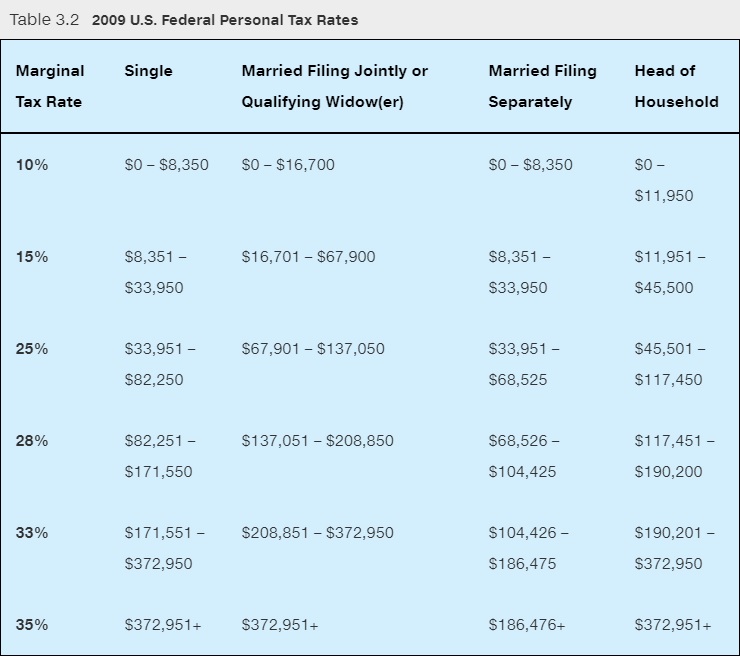 Table 3.2 2009 U.S. Federal Personal Tax Rates
Marginal Single Married Filing Jointly or Married Filing Head of
Tax Rate Qualifying Widow(er) Separately Household
10% $0 – $8,350 $0 – $16,700 $0 – $8,350 $0 –
$11,950
15% $8,351 – $16,701 – $67,900 $8,351 – $11,951 –
$33,950 $33,950 $45,500
25% $33,951 – $67,901 – $137,050 $33,951 – $45,501 –
$82,250 $68,525 $117,450
28% $82,251 – $137,051 – $208,850 $68,526 – $117,451 –
$171,550 $104,425 $190,200
33% $171,551 – $208,851 – $372,950 $104,426 – $190,201 –
$372,950 $186,475 $372,950
35% $372,951+ $372,951+ $186,476+ $372,951+